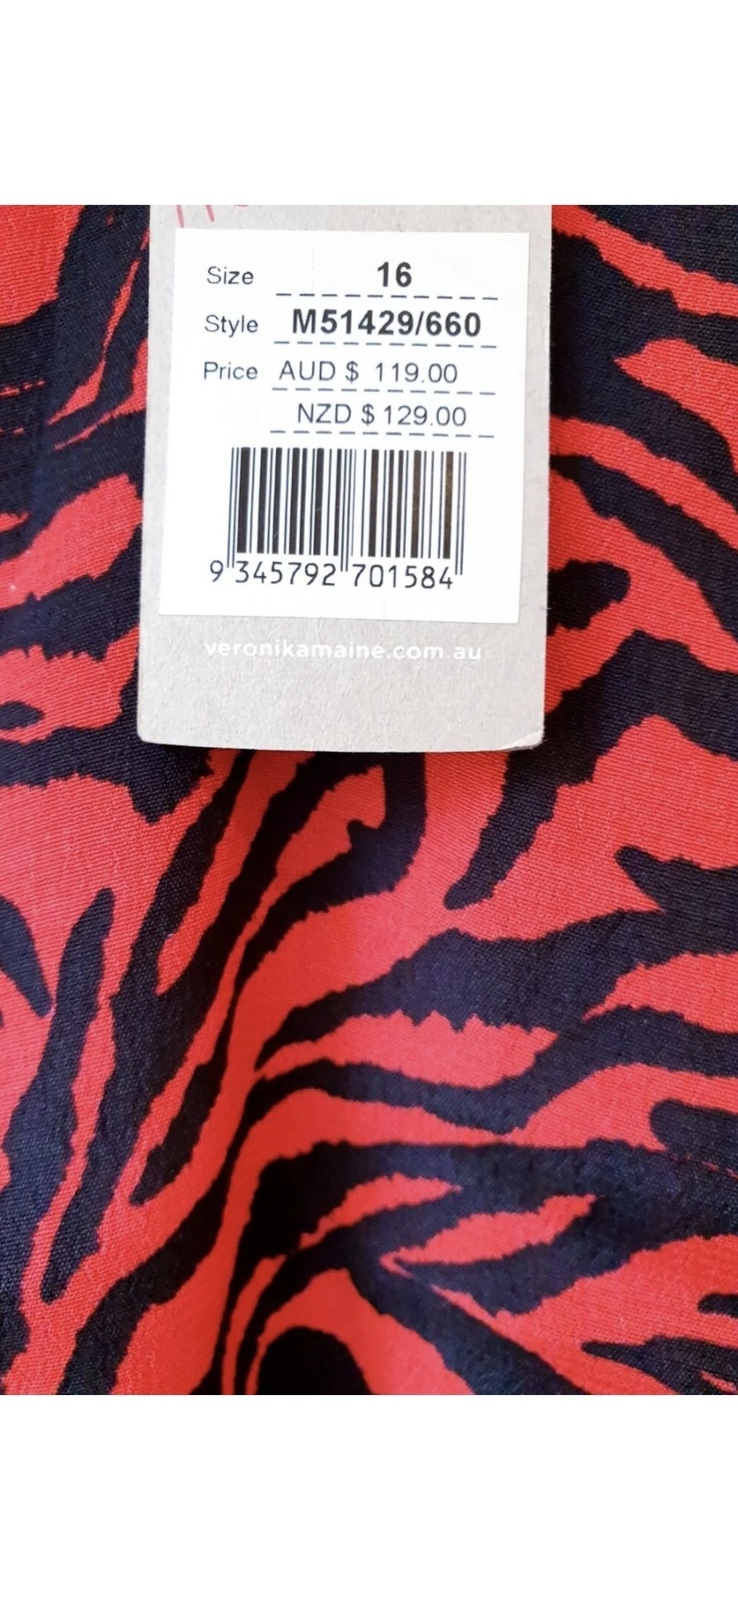 Size 16
Style M51429/660
Price AUD $ 119.00
NZD $ 129.00
9 345792 701584
veronikamaine.com.au